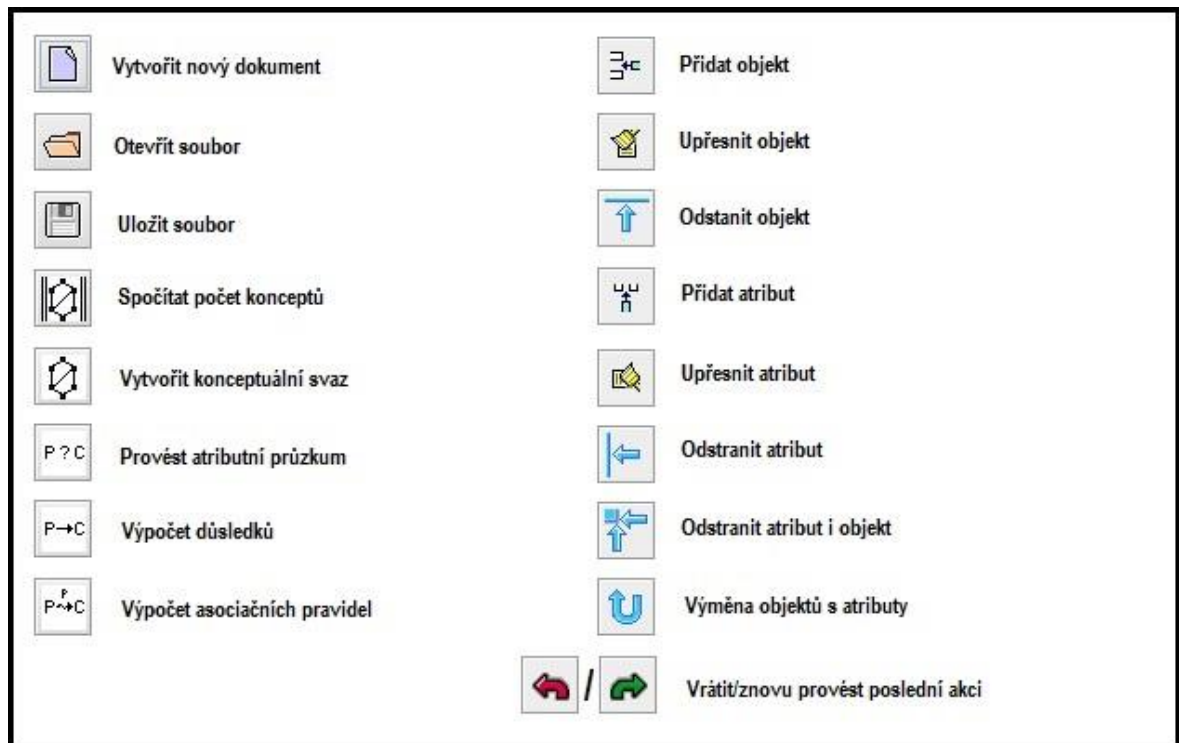 Vytvořit nový dokument
Otevřít soubor
Uložit soubor
Spočítat počet konceptů
Vytvořit konceptuální svaz
P?C Provést atributní průzkum
P→C Výpočet důsledků
P
P⤳C Výpočet asociačních pravidel
Přidat objekt
Upřesnit objekt
Odstanit objekt
Přidat atribut
Upřesnit atribut
Odstranit atribut
Odstranit atribut i objekt
Výměna objektů s atributy
/ Vrátit/znovu provést poslední akci